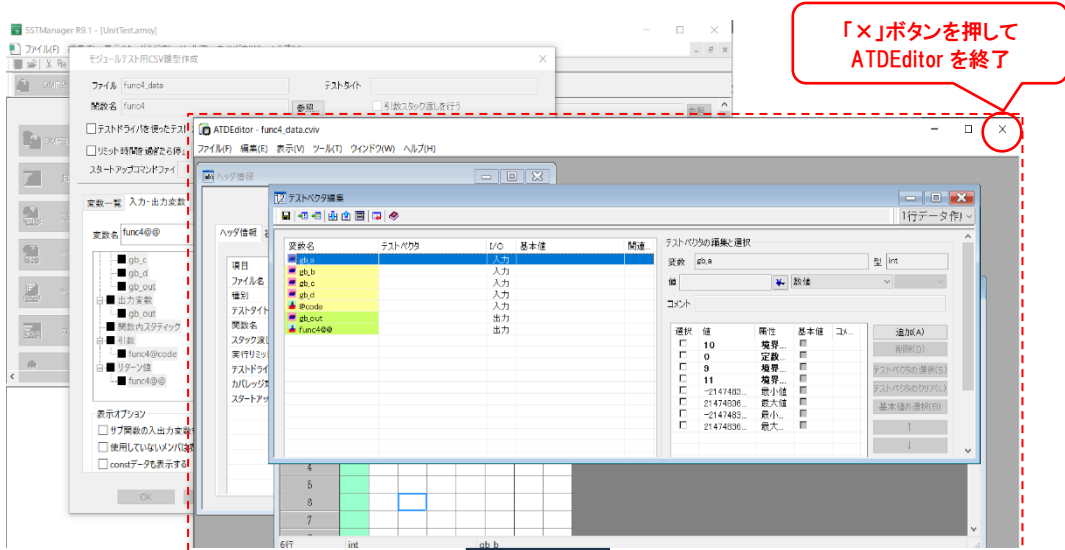 「×」ボタンを押して
ATDEditor を終了
SSTManager R9.1 - [UnitTest.amsy]
ファイル(F)
モジュールテスト用CSV雛型作成
ファイル func4_data
テストタイトル
関数名 func4
参照...
引数スタック渡しを行う
テストドライバを使ったテスト
リミット時間を過ぎたら停止
スタートアップコマンドファイ
変数一覧 入力・出力変数
変数名 func4@@
gb_c
gb_d
gb_out
出力変数
gb_out
関数内スタティック
引数
func4@code
リターン値
func4@@
表示オプション
サブ関数の入出力変数
使用していないメンバは
constデータも表示する
OK
ATDEditor - func4_data.cviv
ファイル(F) 編集(E) 表示(V) ツール(T) ウィンドウ(W) ヘルプ(H)
ヘッダ情報
ヘッダ情報
項目
ファイル名
種別
テストタイト
関数名
スタック渡し
実行リミッ
テストドライ
カバレッジ
スタートアッ
テストベクタ編集
1行データ作
変数名 テストベクタ I/O 基本値 関連...
gb_a 入力
gb_b 入力
gb_c 入力
gb_d 入力
@code 入力
gb_out 出力
func4@@ 出力
テストベクタの編集と選択
変数 gb_a 型 int
値 数値
コメント
選択 値 属性 基本値 コメ...
10 境界...
0 定数...
9 境界...
11 境界...
-2147483... 最小値
21474836... 最大値
-2147483... 最小...
21474836... 最大...
追加(A)
削除(D)
テストベクタの選択(S)
テストベクタのクリア(L)
基本値の選択(B)
↑
↓
4
5
6
7
6行 int gb_b